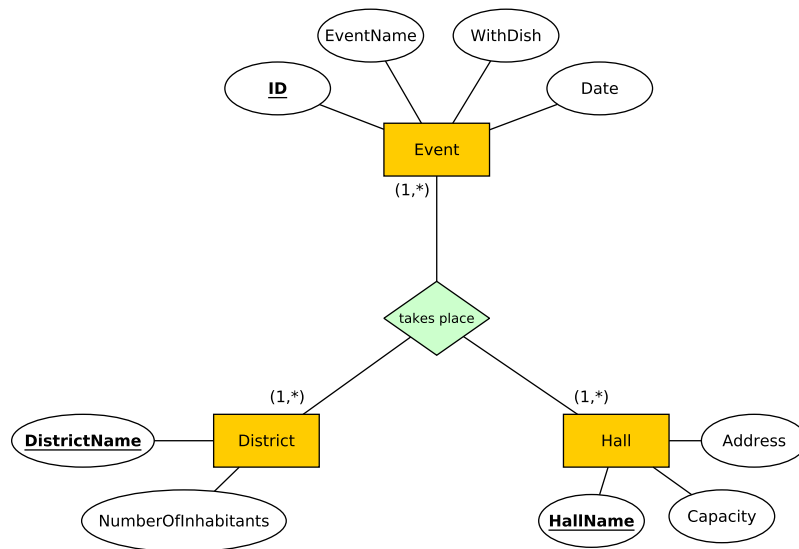 EventName
WithDish
ID
Date
Event
(1,*)
takes place
(1,*)
(1,*)
DistrictName
District
Hall
Address
NumberOfInhabitants
HallName
Capacity